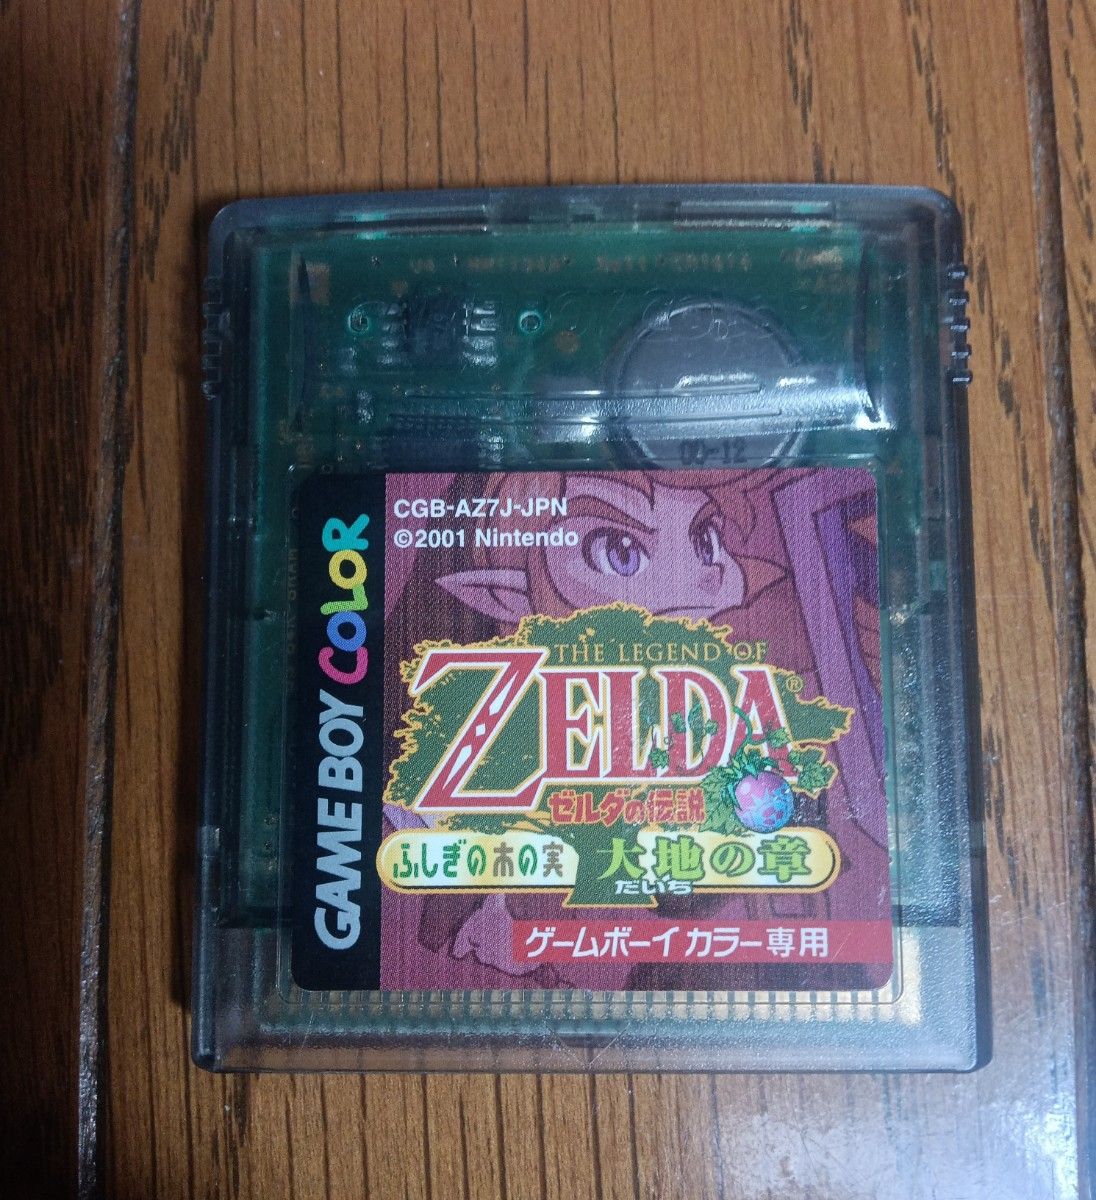 00-12
CGB-AZ7J-JPN
©2001 Nintendo
GAME BOY COLOR
THE LEGEND OF
ZELDA®
ゼルダの伝説
ふしぎの木の実
大地の章
だいち
ゲームボーイカラー専用